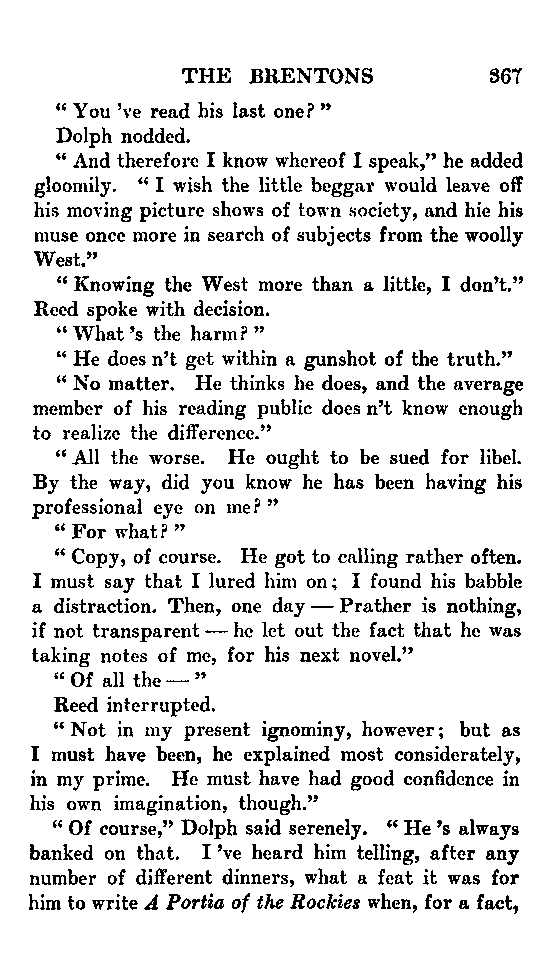 THE BRENTONS 367
“ You ’ve read his last one? ”
Dolph nodded.
“ And therefore I know whereof I speak,” he added
gloomily. “ I wish the little beggar would leave off
his moving picture shows of town society, and hie his
muse once more in search of subjects from the woolly
West.”
“ Knowing the West more than a little, I don’t.”
Reed spoke with decision.
“ What ’s the harm? ”
“ He does n’t get within a gunshot of the truth.”
“ No matter. He thinks he does, and the average
member of his reading public does n’t know enough
to realize the difference.”
“ All the worse. He ought to be sued for libel.
By the way, did you know he has been having his
professional eye on me? ”
“ For what? ”
“ Copy, of course. He got to calling rather often.
I must say that I lured him on; I found his babble
a distraction. Then, one day — Prather is nothing,
if not transparent — he let out the fact that he was
taking notes of me, for his next novel.”
“ Of all the — ”
Reed interrupted.
“ Not in my present ignominy, however; but as
I must have been, he explained most considerately,
in my prime. He must have had good confidence in
his own imagination, though.”
“ Of course,” Dolph said serenely. “ He ’s always
banked on that. I ’ve heard him telling, after any
number of different dinners, what a feat it was for
him to write A Portia of the Rockies when, for a fact,